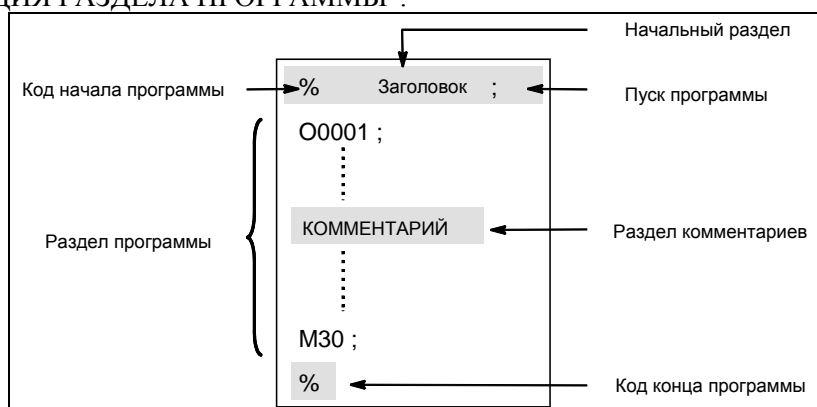 РАЗДЕЛА ПРОГРАММЫ".
Начальный раздел
Код начала программы
% Заголовок ;
Пуск программы
O0001 ;
КОММЕНТАРИЙ
Раздел программы
Раздел комментариев
M30 ;
%
Код конца программы